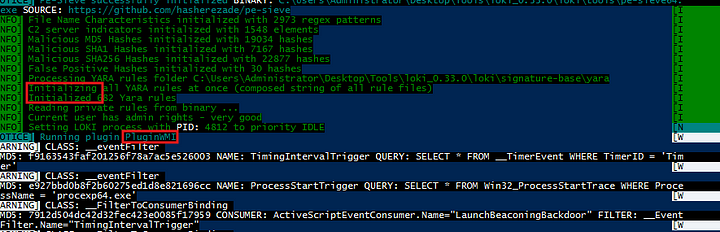 PE-Sieve successfully initialized BINARY: C:\Users\Administrator\Desktop\Tools\loki_0.33.0\loki\tools\pe-sieve64.
exe SOURCE: https://github.com/hasherezade/pe-sieve [I
NFO] File Name Characteristics initialized with 2973 regex patterns [I
NFO] C2 server indicators initialized with 1548 elements [I
NFO] Malicious MD5 Hashes initialized with 19034 hashes [I
NFO] Malicious SHA1 Hashes initialized with 7167 hashes [I
NFO] Malicious SHA256 Hashes initialized with 22877 hashes [I
NFO] False Positive Hashes initialized with 30 hashes [I
NFO] Processing YARA rules folder C:\Users\Administrator\Desktop\Tools\loki_0.33.0\loki\signature-base\yara [I
NFO] Initializing all YARA rules at once (composed string of all rule files) [I
NFO] Initialized 652 Yara rules [I
NFO] Reading private rules from binary ... [I
NFO] Current user has admin rights - very good [I
NFO] Setting LOKI process with PID: 4812 to priority IDLE [N
OTICE] Running plugin PluginWMI [W
ARNING] CLASS: __eventFilter
MD5: f9163543faf201256f78a7ac5e526003 NAME: TimingIntervalTrigger QUERY: SELECT * FROM __TimerEvent WHERE TimerID = 'Tim
er' [W
ARNING] CLASS: __eventFilter
MD5: e927bbd0b8f2b60275ed1d8e821696cc NAME: ProcessStartTrigger QUERY: SELECT * FROM Win32_ProcessStartTrace WHERE Proce
ssName = 'procexp64.exe' [W
ARNING] CLASS: __FilterToConsumerBinding
MD5: 7912d504dc42d32fec423e0085f17959 CONSUMER: ActiveScriptEventConsumer.Name="LaunchBeaconingBackdoor" FILTER: __Event
Filter.Name="TimingIntervalTrigger" [W
ARNING] CLASS: __FilterToConsumerBinding